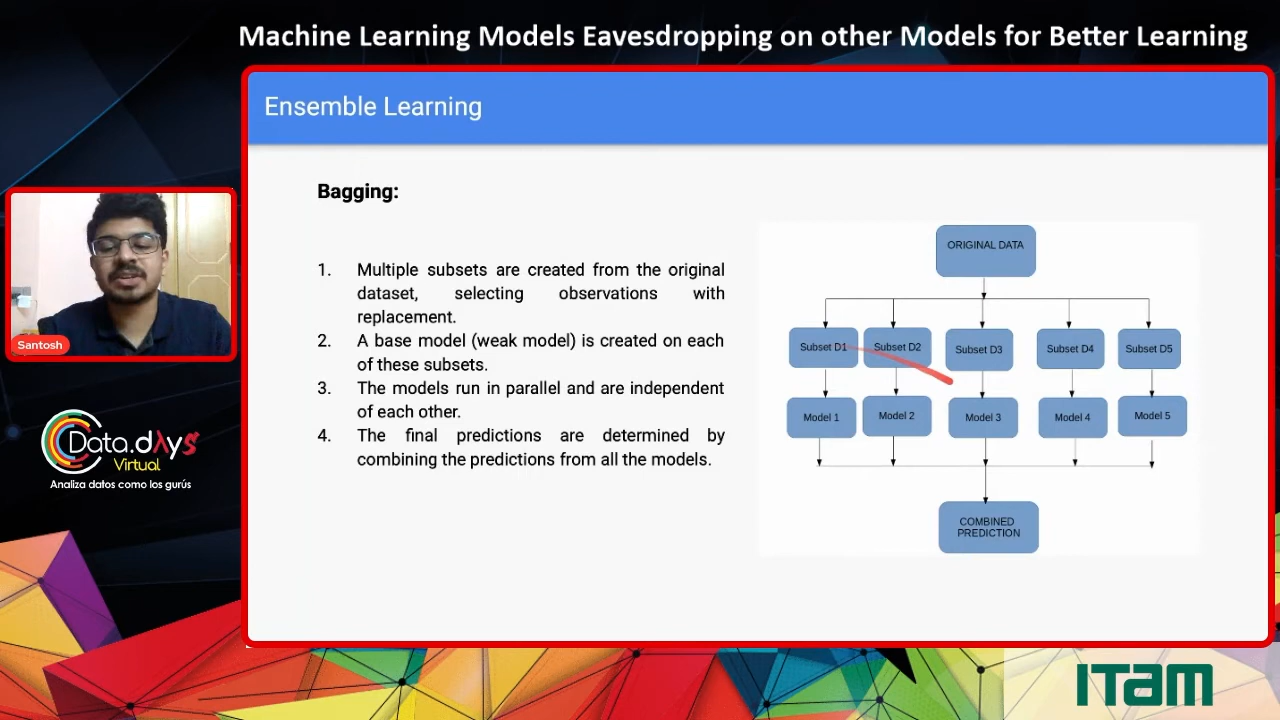 Machine Learning Models Eavesdropping on other Models for Better Learning
Ensemble Learning
Bagging:
1. Multiple subsets are created from the original
dataset, selecting observations with
replacement.
2. A base model (weak model) is created on each
of these subsets.
3. The models run in parallel and are independent
of each other.
4. The final predictions are determined by
combining the predictions from all the models.
ORIGINAL DATA
Subset D1
Subset D2
Subset D3
Subset D4
Subset D5
Model 1
Model 2
Model 3
Model 4
Model 5
COMBINED
PREDICTION
Santosh
Data.dAys
Virtual
Analiza datos como los gurús
ITAM